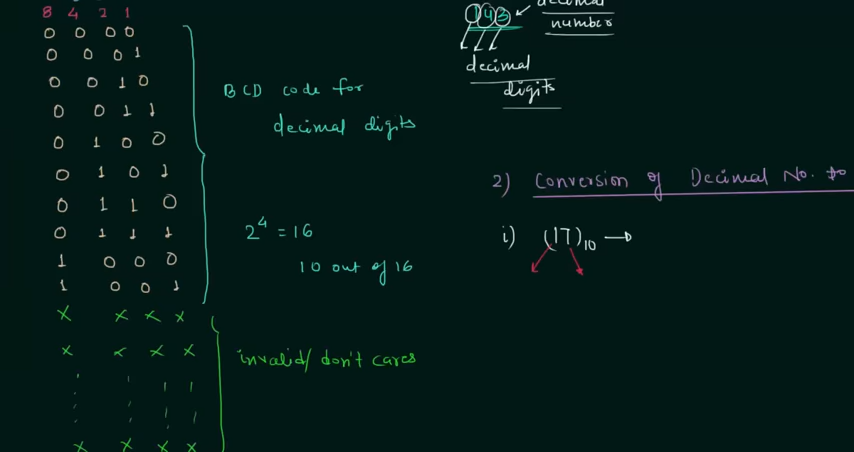 8 4 2 1
0 0 0 0
0 0 0 1
0 0 1 0
0 0 1 1
0 1 0 0
0 1 0 1
0 1 1 0
0 1 1 1
1 0 0 0
1 0 0 1
x x x x
x x x x
x x x x
BCD code for
decimal digits
2^4 = 16
10 out of 16
invalid/don't cares
143
decimal
number
decimal
digits
2) Conversion of Decimal No. to
i) (17)10 →